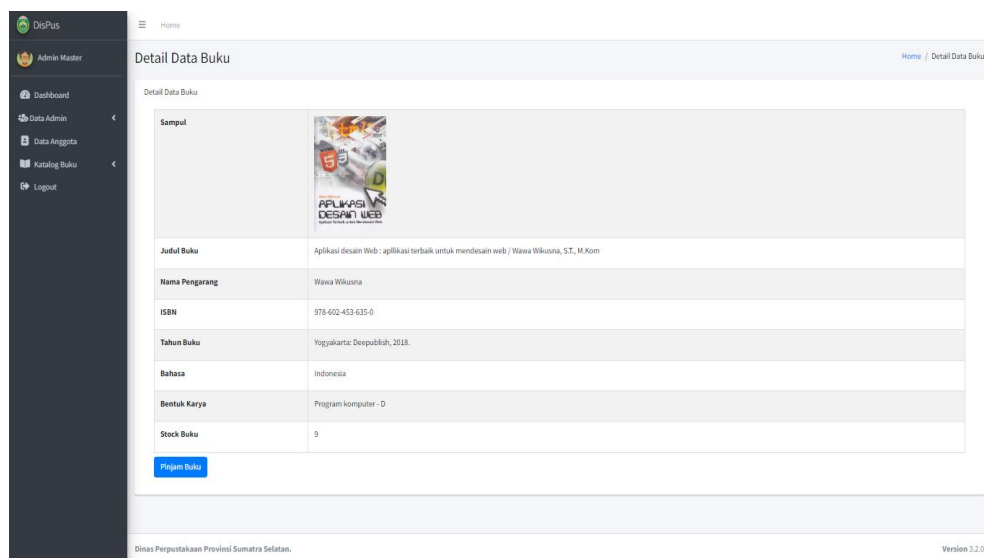 DisPus
Home
Admin Master
Detail Data Buku
Home / Detail Data Buku
Dashboard
Data Admin
Data Anggota
Katalog Buku
Logout
Detail Data Buku
Sampul
HTML
5 3
D
APLIKASI
DESAIN WEB
Judul Buku Aplikasi desain Web : apllikasi terbaik untuk mendesain web / Wawa Wikusna, S.T., M.Kom
Nama Pengarang Wawa Wikusna
ISBN 978-602-453-635-0
Tahun Buku Yogyakarta: Deepublish, 2018.
Bahasa Indonesia
Bentuk Karya Program komputer - D
Stock Buku 9
Pinjam Buku
Dinas Perpustakaan Provinsi Sumatra Selatan.
Version 3.2.0